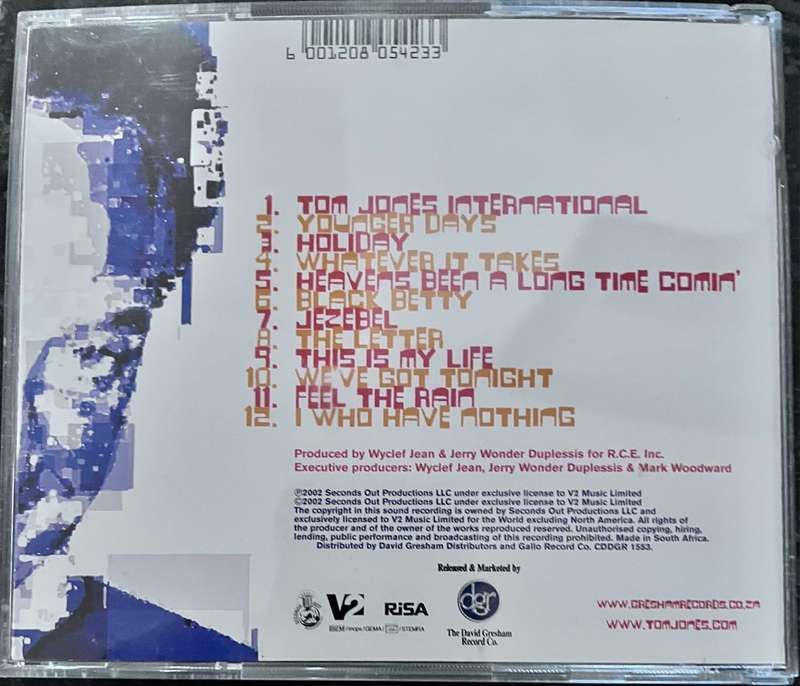 6 001208 054233
1. TOM JONES INTERNATIONAL
2. YOUNGER DAYS
3. HOLIDAY
4. WHATEVER IT TAKES
5. HEAVENS BEEN A LONG TIME COMIN'
6. BLACK BETTY
7. JEZEBEL
8. THE LETTER
9. THIS IS MY LIFE
10. WE'VE GOT TONIGHT
11. FEEL THE RAIN
12. I WHO HAVE NOTHING
Produced by Wyclef Jean & Jerry Wonder Duplessis for R.C.E. Inc.
Executive producers: Wyclef Jean, Jerry Wonder Duplessis & Mark Woodward
℗2002 Seconds Out Productions LLC under exclusive license to V2 Music Limited
©2002 Seconds Out Productions LLC under exclusive license to V2 Music Limited
The copyright in this sound recording is owned by Seconds Out Productions LLC and
exclusively licensed to V2 Music Limited for the World excluding North America. All rights of
the producer and of the owner of the works reproduced reserved. Unauthorised copying, hiring,
lending, public performance and broadcasting of this recording prohibited. Made in South Africa.
Distributed by David Gresham Distributors and Gallo Record Co. CDDGR 1553.
Released & Marketed by
V2
RiSA
dgr
/mcps/GEMA/
/STEMRA
The David Gresham
Record Co.
WWW.GRESHAMRECORDS.CO.ZA
WWW.TOMJONES.COM